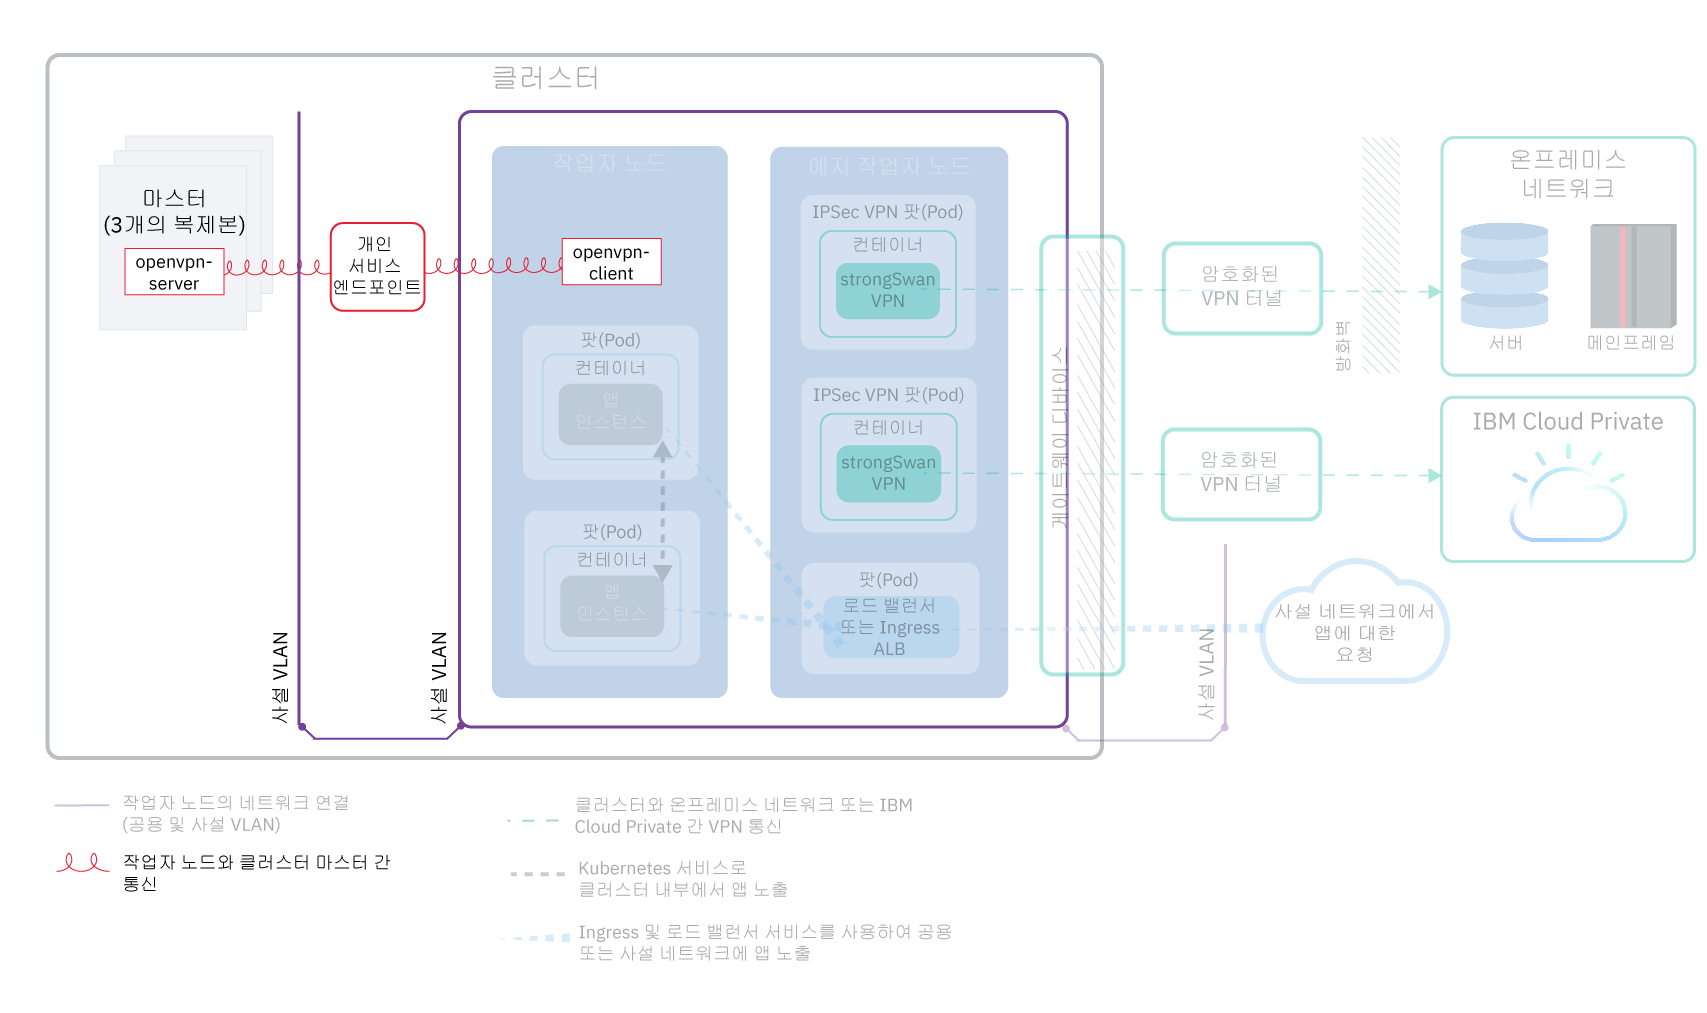 클러스터
마스터
(3개의 복제본)
openvpn-
server
개인
서비스
엔드포인트
openvpn-
client
작업자 노드
팟(Pod)
컨테이너
앱
인스턴스
팟(Pod)
컨테이너
앱
인스턴스
에지 작업자 노드
IPSec VPN 팟(Pod)
컨테이너
strongSwan
VPN
IPSec VPN 팟(Pod)
컨테이너
strongSwan
VPN
팟(Pod)
로드 밸런서
또는 Ingress
ALB
게이트웨이 디바이스
암호화된
VPN 터널
암호화된
VPN 터널
방화벽
온프레미스
네트워크
서버
메인프레임
IBM Cloud Private
사설 네트워크에서
앱에 대한
요청
사설 VLAN
사설 VLAN
사설 VLAN
작업자 노드의 네트워크 연결
(공용 및 사설 VLAN)
작업자 노드와 클러스터 마스터 간
통신
클러스터와 온프레미스 네트워크 또는 IBM
Cloud Private 간 VPN 통신
Kubernetes 서비스로
클러스터 내부에서 앱 노출
Ingress 및 로드 밸런서 서비스를 사용하여 공용
또는 사설 네트워크에 앱 노출